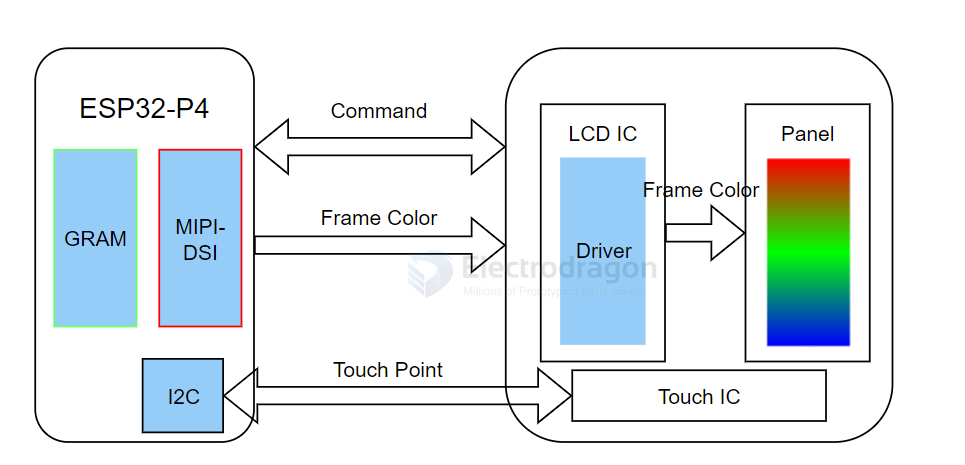 ESP32-P4
GRAM
MIPI-
DSI
I2C
Command
Frame Color
Touch Point
LCD IC
Driver
Frame Color
Panel
Touch IC
Electrodragon
Millions of Prototyping parts online